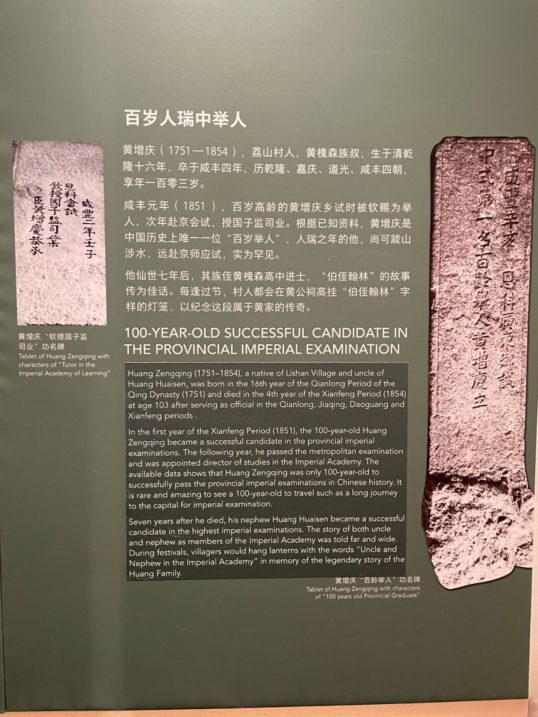 百岁人瑞中举人
黄增庆（1751—1854），荔山村人，黄槐森族叔，生于清乾
隆十六年，卒于咸丰四年，历乾隆、嘉庆、道光、咸丰四朝，
享年一百零三岁。
咸丰元年（1851），百岁高龄的黄增庆乡试时被钦赐为举
人，次年赴京会试，授国子监司业。根据已知资料，黄增庆是
中国历史上唯一一位“百岁举人”，人瑞之年的他，尚可跋山
涉水，远赴京师应试，实为罕见。
他仙世七年后，其族侄黄槐森高中进士，“伯侄翰林”的故事
传为佳话。每逢过节，村人都会在黄公祠高挂“伯侄翰林”字
样的灯笼，以纪念这段属于黄家的传奇。
100-YEAR-OLD SUCCESSFUL CANDIDATE IN
THE PROVINCIAL IMPERIAL EXAMINATION
Huang Zengqing (1751–1854), a native of Lishan Village and uncle of
Huang Huaisen, was born in the 16th year of the Qianlong Period of the
Qing Dynasty (1751) and died in the 4th year of the Xianfeng Period (1854)
at age 103 after serving as official in the Qianlong, Jiaqing, Daoguang and
Xianfeng periods .
In the first year of the Xianfeng Period (1851), the 100-year-old Huang
Zengqing became a successful candidate in the provincial imperial
examinations. The following year, he passed the metropolitan examination
and was appointed director of studies in the Imperial Academy. The
available data shows that Huang Zengqing was only 100-year-old to
successfully pass the provincial imperial examinations in Chinese history. It
is rare and amazing to see a 100-year-old to travel such as a long journey
to the capital for imperial examination.
Seven years after he died, his nephew Huang Huaisen became a successful
candidate in the highest imperial examinations. The story of both uncle
and nephew as members of the Imperial Academy was told far and wide.
During festivals, villagers would hang lanterns with the words “Uncle and
Nephew in the Imperial Academy” in memory of the legendary story of the
Huang Family.
咸豐二年壬子
恩科會試
欽授國子監司業
臣黃增慶恭承
黄增庆“钦授国子监
司业”功名碑
Tablet of Huang Zengqing with
characters of “Tutor in the
Imperial Academy of Learning”
黄增庆“百龄举人”功名碑
Tablet of Huang Zengqing with characters
of “100 years old Provincial Graduate”